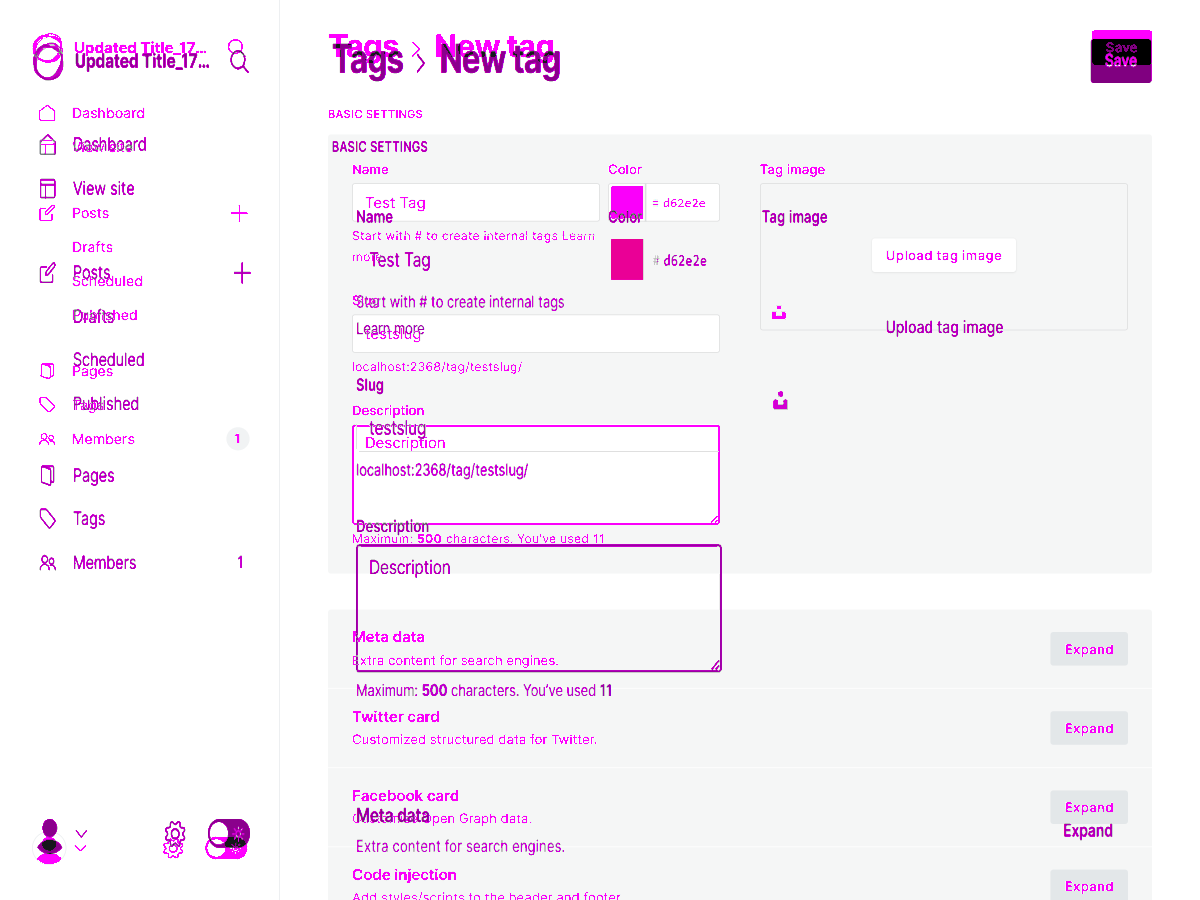 Updated Title_17...
Updated Title_17...
Dashboard
View site
Dashboard
View site
Posts
Drafts
Posts
Scheduled
Published
Drafts
Scheduled
Pages
Tags
Published
Members 1
Pages
Tags
Members 1
Tags > New tag
Tags > New tag
Save
Save
BASIC SETTINGS
BASIC SETTINGS
Name
Color
Tag image
Test Tag
= d62e2e
Name
Color
Tag image
Start with # to create internal tags Learn
more
Test Tag
# d62e2e
Upload tag image
Slug
Start with # to create internal tags
Learn more
testslug
Upload tag image
localhost:2368/tag/testslug/
Slug
Description
testslug
Description
localhost:2368/tag/testslug/
Description
Maximum: 500 characters. You've used 11
Description
Meta data
Extra content for search engines.
Expand
Maximum: 500 characters. You've used 11
Twitter card
Customized structured data for Twitter.
Expand
Facebook card
Meta data
Customize Open Graph data.
Expand
Expand
Extra content for search engines.
Code injection
Add styles/scripts to the header and footer
Expand